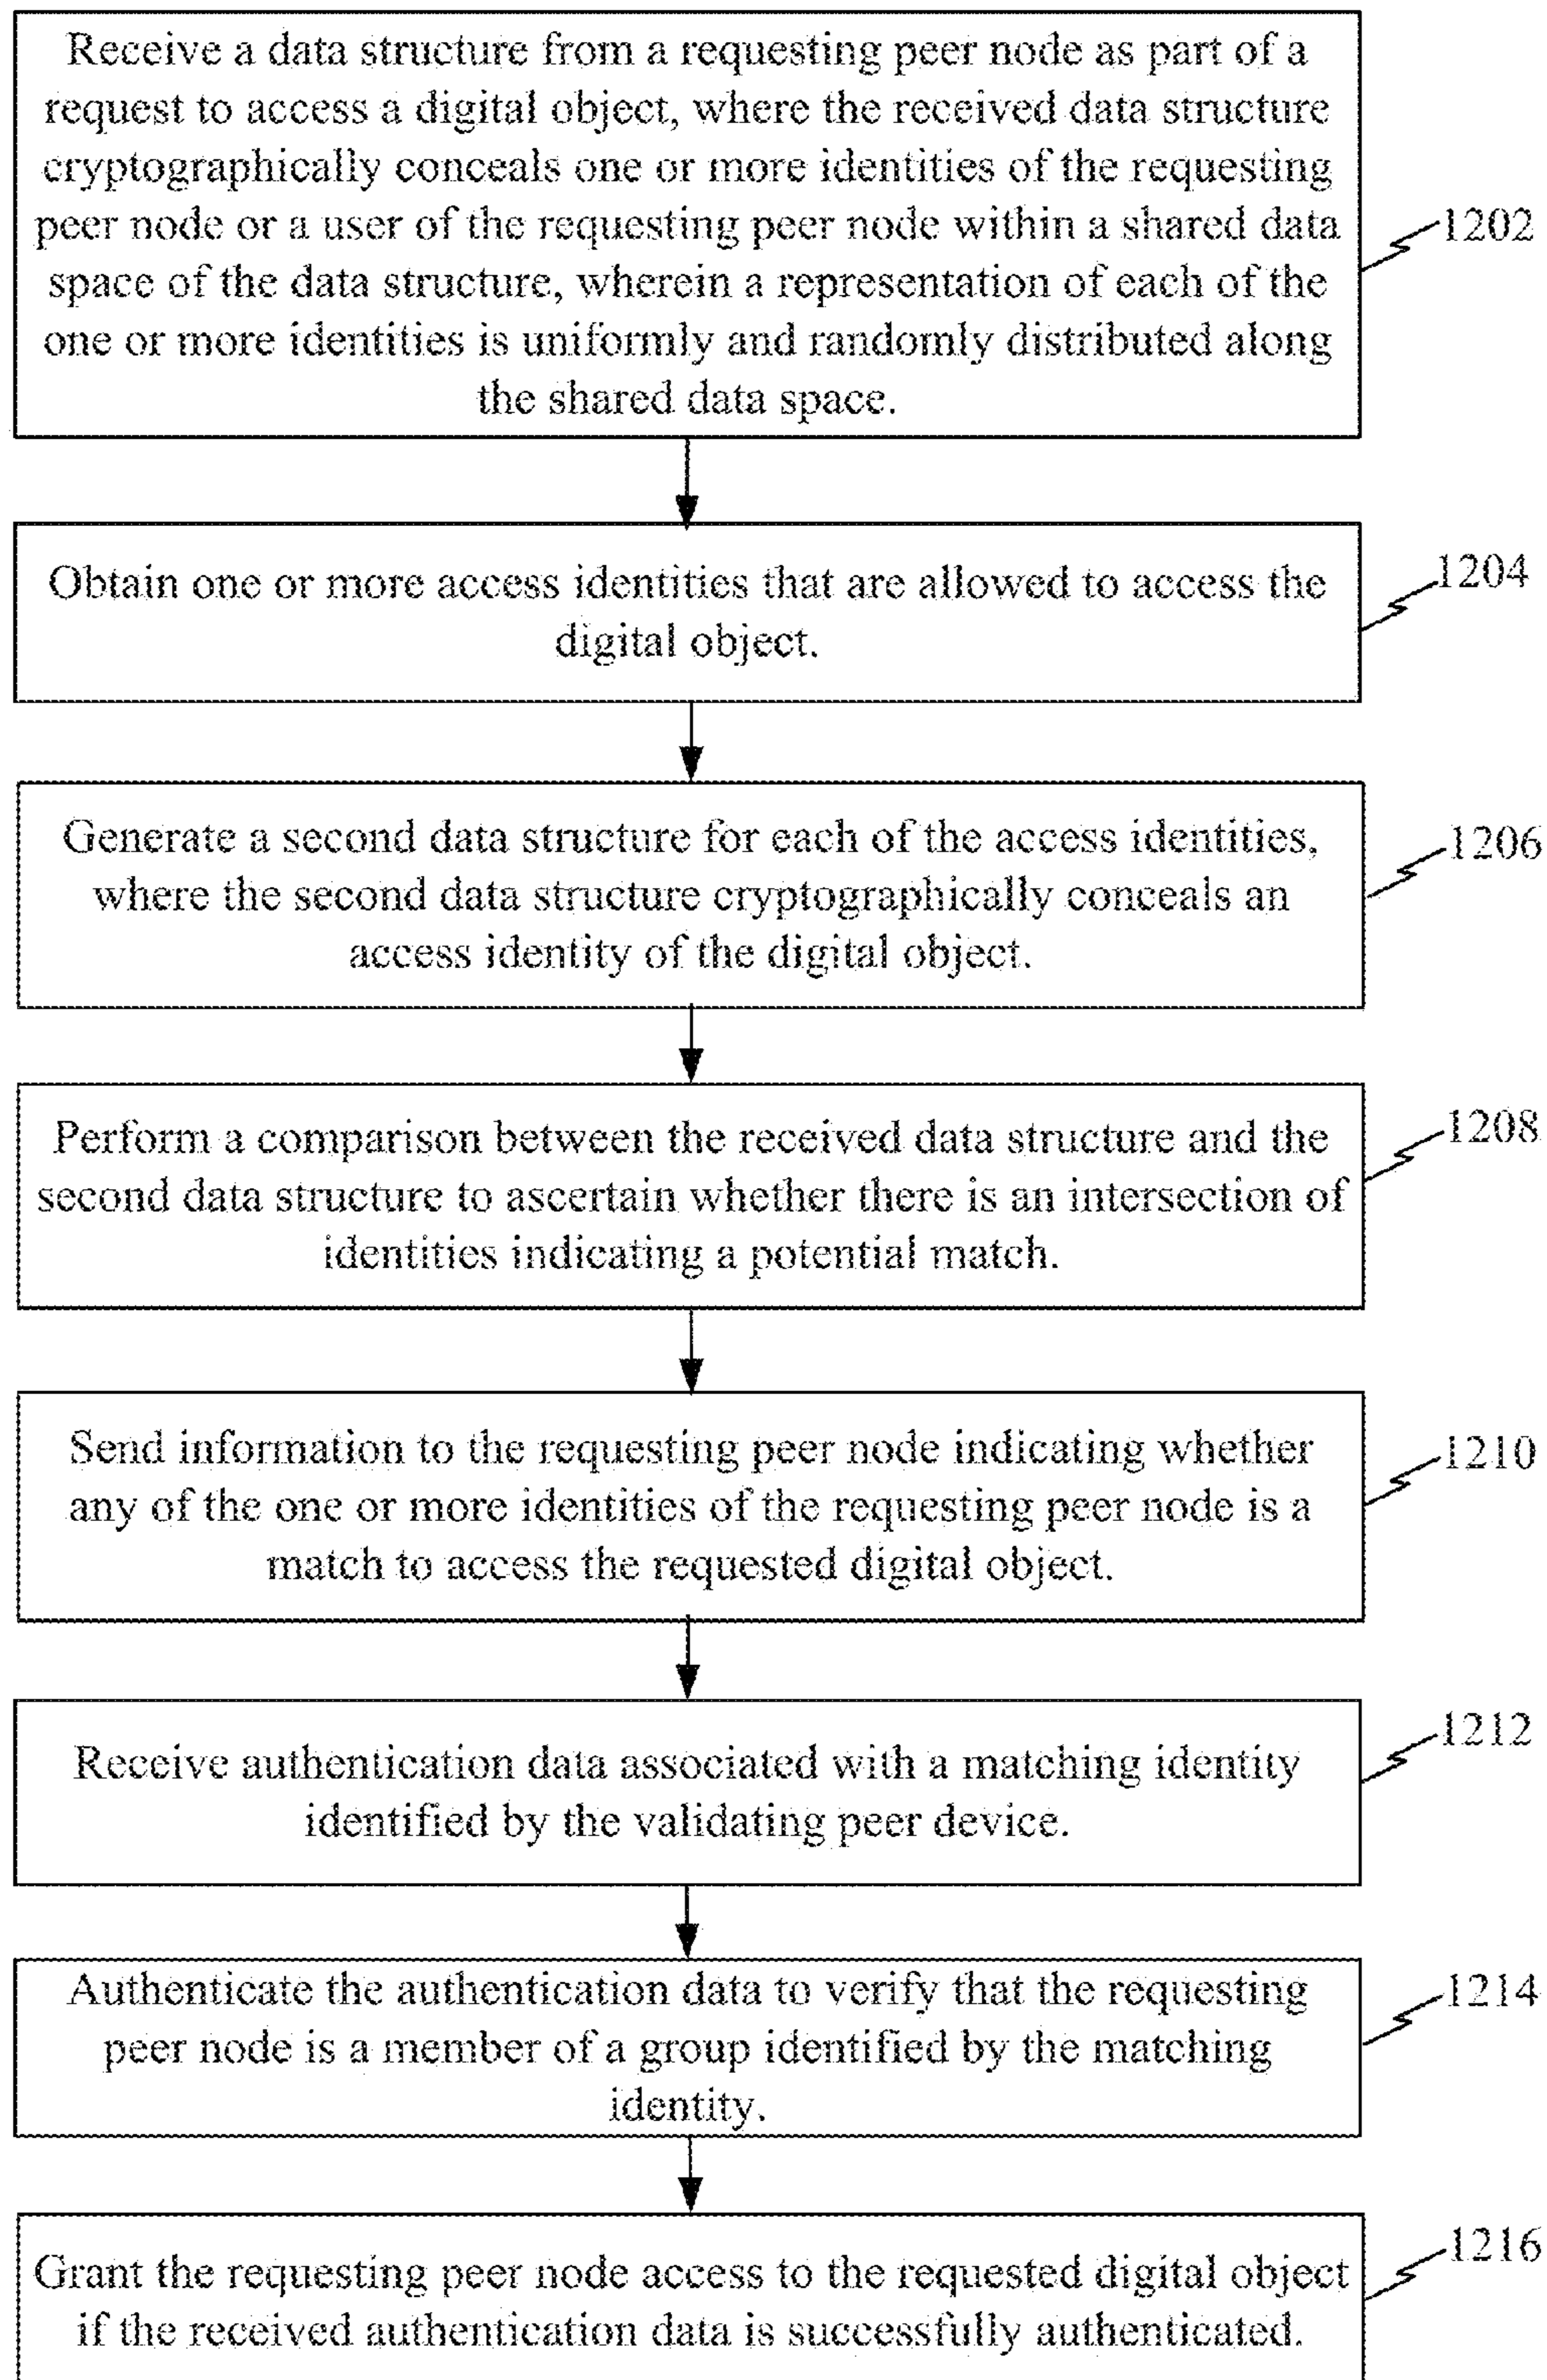 Receive a data structure from a requesting peer node as part of a
request to access a digital object, where the received data structure
cryptographically conceals one or more identities of the requesting
peer node or a user of the requesting peer node within a shared data
space of the data structure, wherein a representation of each of the
one or more identities is uniformly and randomly distributed along
the shared data space.
1202
Obtain one or more access identities that are allowed to access the
digital object.
1204
Generate a second data structure for each of the access identities,
where the second data structure cryptographically conceals an
access identity of the digital object.
1206
Perform a comparison between the received data structure and the
second data structure to ascertain whether there is an intersection of
identities indicating a potential match.
1208
Send information to the requesting peer node indicating whether
any of the one or more identities of the requesting peer node is a
match to access the requested digital object.
1210
Receive authentication data associated with a matching identity
identified by the validating peer device.
1212
Authenticate the authentication data to verify that the requesting
peer node is a member of a group identified by the matching
identity.
1214
Grant the requesting peer node access to the requested digital object
if the received authentication data is successfully authenticated.
1216